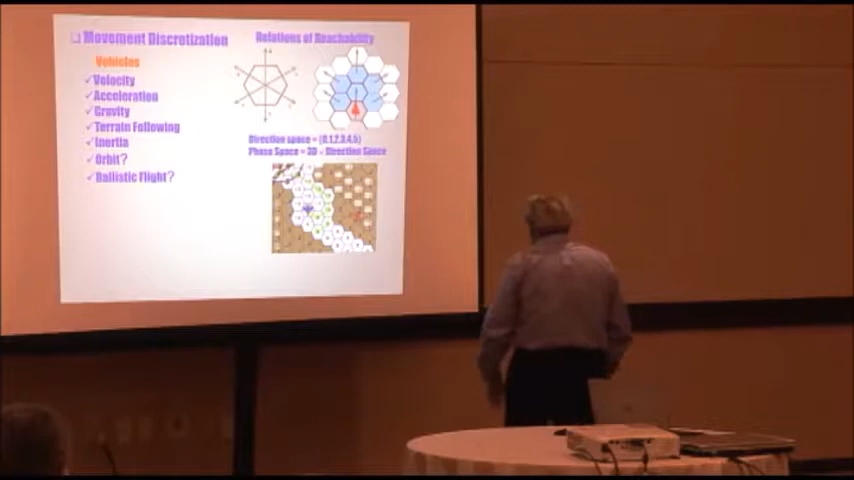 Movement Discretization
Vehicles
Velocity
Acceleration
Gravity
Terrain Following
Inertia
Orbit?
Ballistic Flight?
Relations of Reachability
Direction space = {0,1,2,3,4,5}
Phase Space = 3D × Direction Space